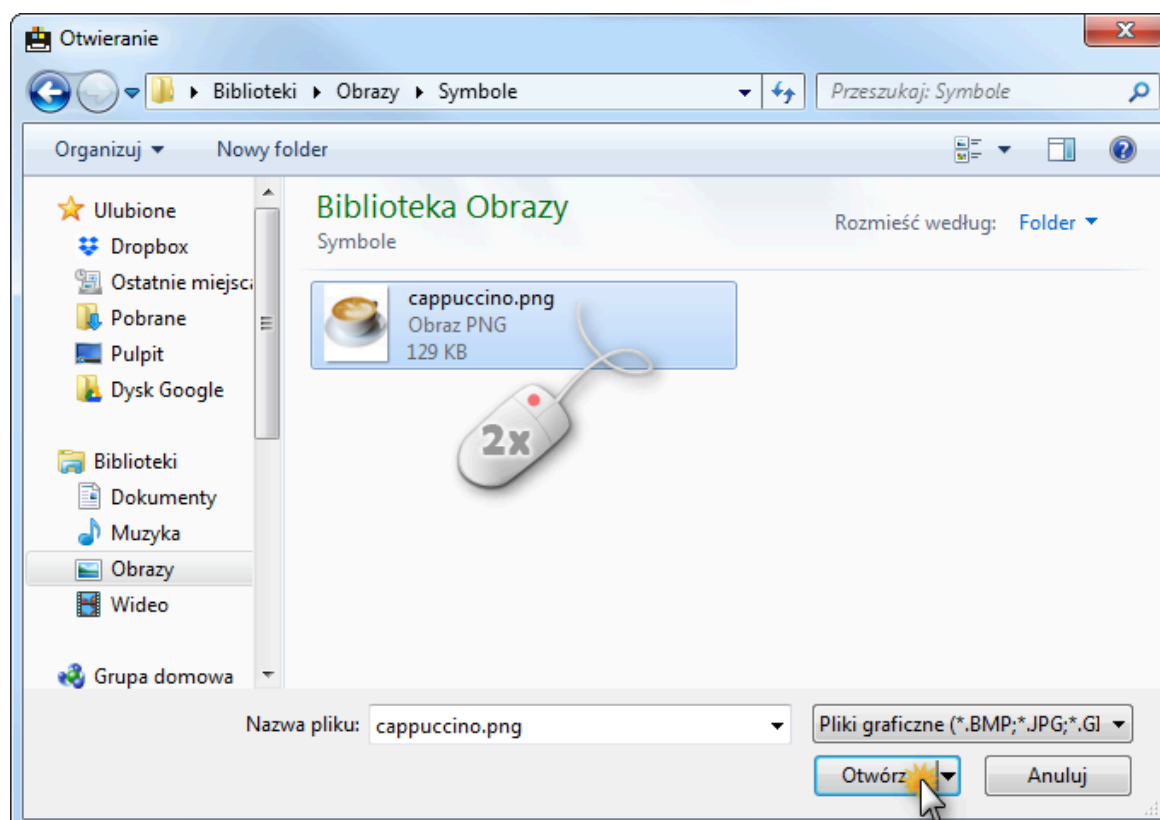 Otwieranie
Biblioteki Obrazy Symbole
Przeszukaj: Symbole
Organizuj Nowy folder
Ulubione
Dropbox
Ostatnie miejsc
Pobrane
Pulpit
Dysk Google
Biblioteki
Dokumenty
Muzyka
Obrazy
Wideo
Grupa domowa
Biblioteka Obrazy
Symbole
Rozmieść według: Folder
cappuccino.png
Obraz PNG
129 KB
2x
Nazwa pliku: cappuccino.png
Pliki graficzne (*.BMP;*.JPG;*.GI
Otwórz Anuluj